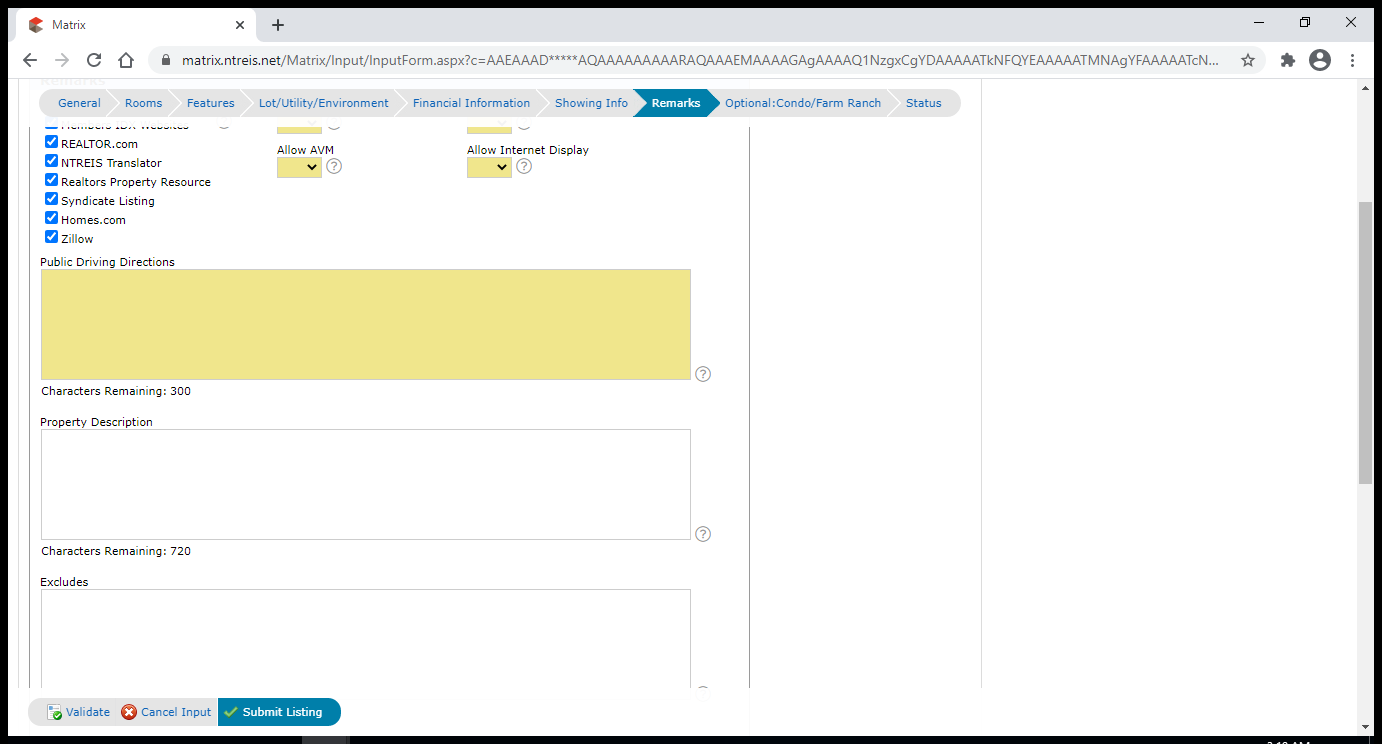 Matrix
matrix.ntreis.net/Matrix/Input/InputForm.aspx?c=AAEAAAD*****AQAAAAAAAAARAQAAAEMAAAAGAgAAAAQ1NzgxCgYDAAAAATkNFQYEAAAAATMNAgYFAAAAATcN...
Remarks
General Rooms Features Lot/Utility/Environment Financial Information Showing Info Remarks Optional:Condo/Farm Ranch Status
Members IDX Websites
REALTOR.com
Allow AVM Allow Internet Display
NTREIS Translator
Realtors Property Resource
Syndicate Listing
Homes.com
Zillow
Public Driving Directions
Characters Remaining: 300
Property Description
Characters Remaining: 720
Excludes
Validate Cancel Input Submit Listing